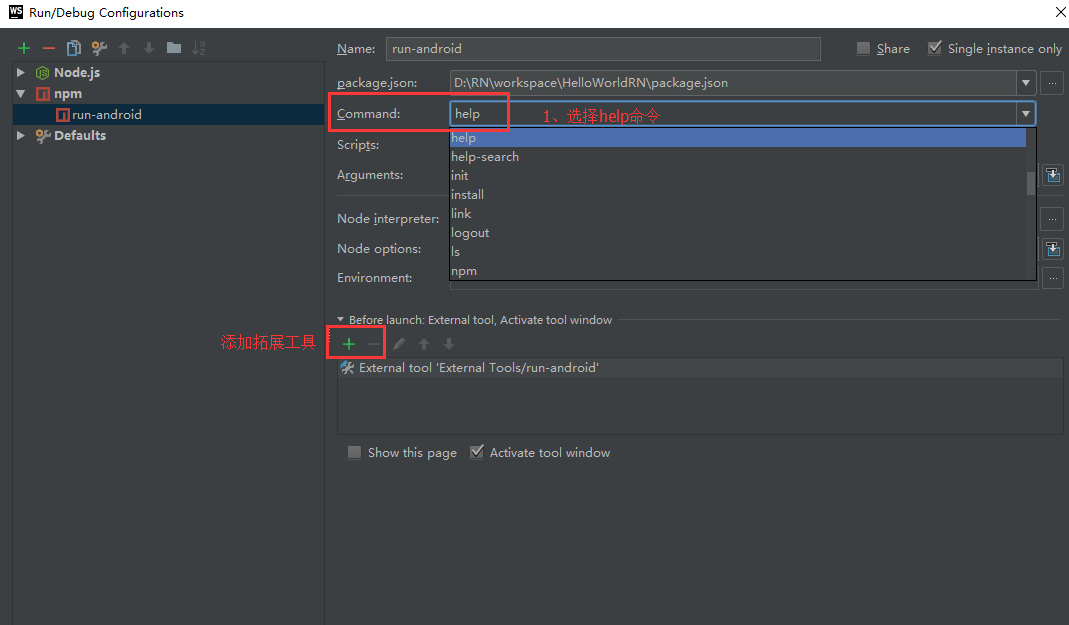 WS Run/Debug Configurations
Name: run-android Share Single instance only
Node.js
npm
run-android
Defaults
package.json: D:\RN\workspace\HelloWorldRN\package.json ...
Command: help 1、选择help命令
Scripts:
Arguments:
Node interpreter: ...
Node options:
Environment: ...
help
help-search
init
install
link
logout
ls
npm
Before launch: External tool, Activate tool window
添加拓展工具
External tool 'External Tools/run-android'
Show this page Activate tool window